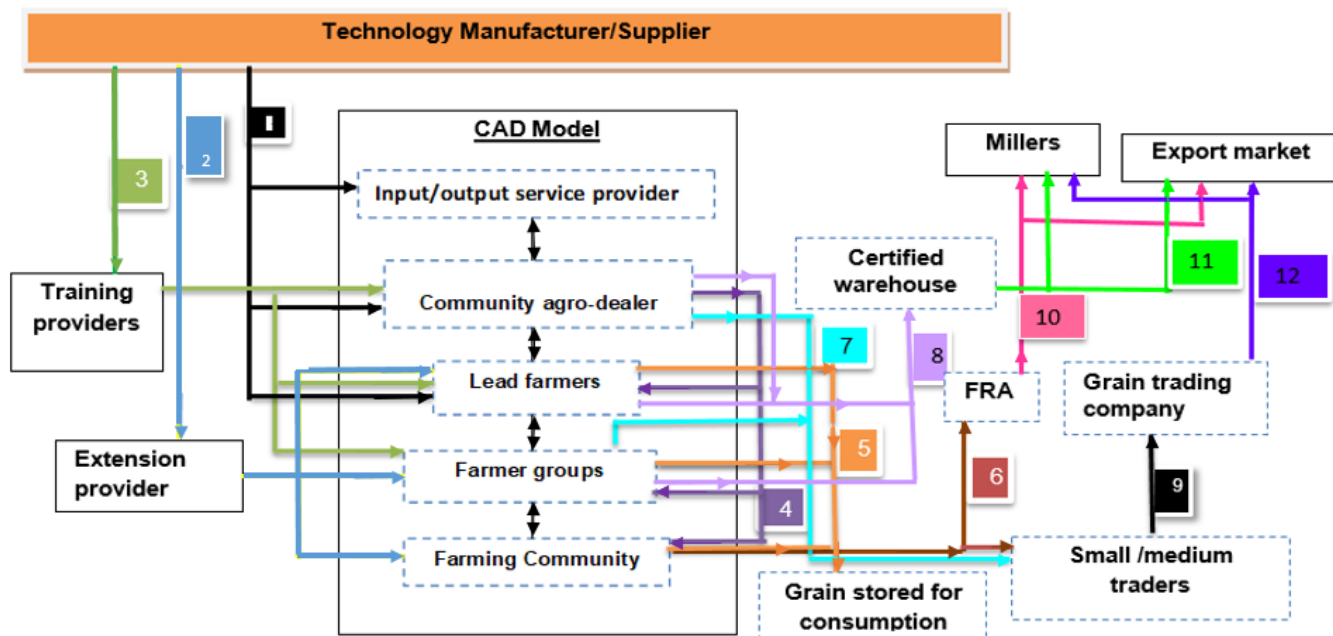 Technology Manufacturer/Supplier
1
2
3
CAD Model
Input/output service provider
Community agro-dealer
Lead farmers
Farmer groups
Farming Community
Training
providers
Extension
provider
Millers
Export market
Certified
warehouse
FRA
Grain trading
company
Small /medium
traders
Grain stored for
consumption
4
5
6
7
8
9
10
11
12